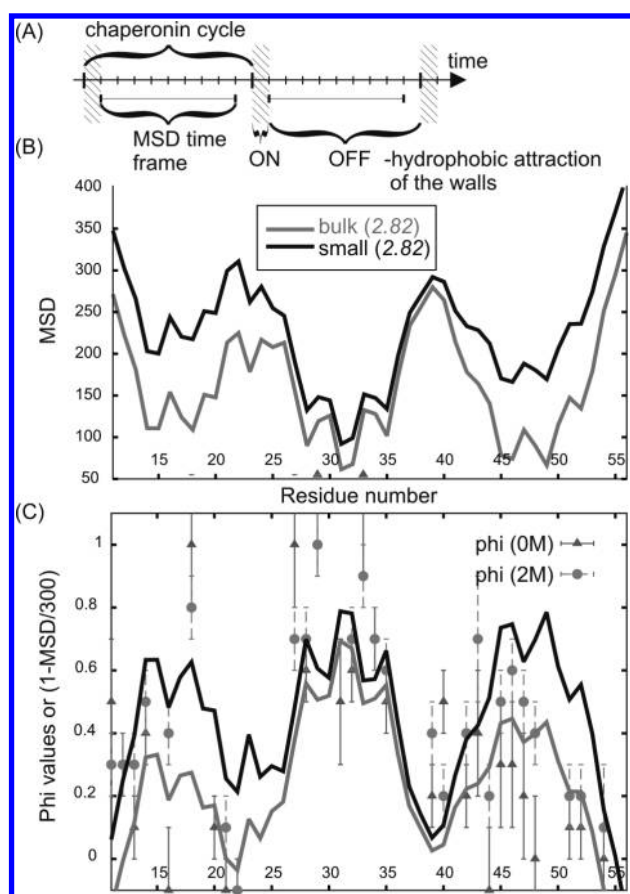 (A)
chaperonin cycle
time
MSD time
frame
ON
OFF
-hydrophobic attraction
of the walls
(B)
400
350
300
250
200
150
100
50
MSD
bulk (2.82)
small (2.82)
15 20 25 30 35 40 45 50 55
Residue number
(C)
1
0.8
0.6
0.4
0.2
0
Phi values or (1-MSD/300)
phi (0M)
phi (2M)
15 20 25 30 35 40 45 50 55